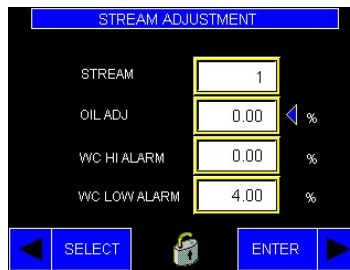 STREAM ADJUSTMENT
STREAM 1
OIL ADJ 0.00 %
WC HI ALARM 0.00 %
WC LOW ALARM 4.00 %
SELECT ENTER